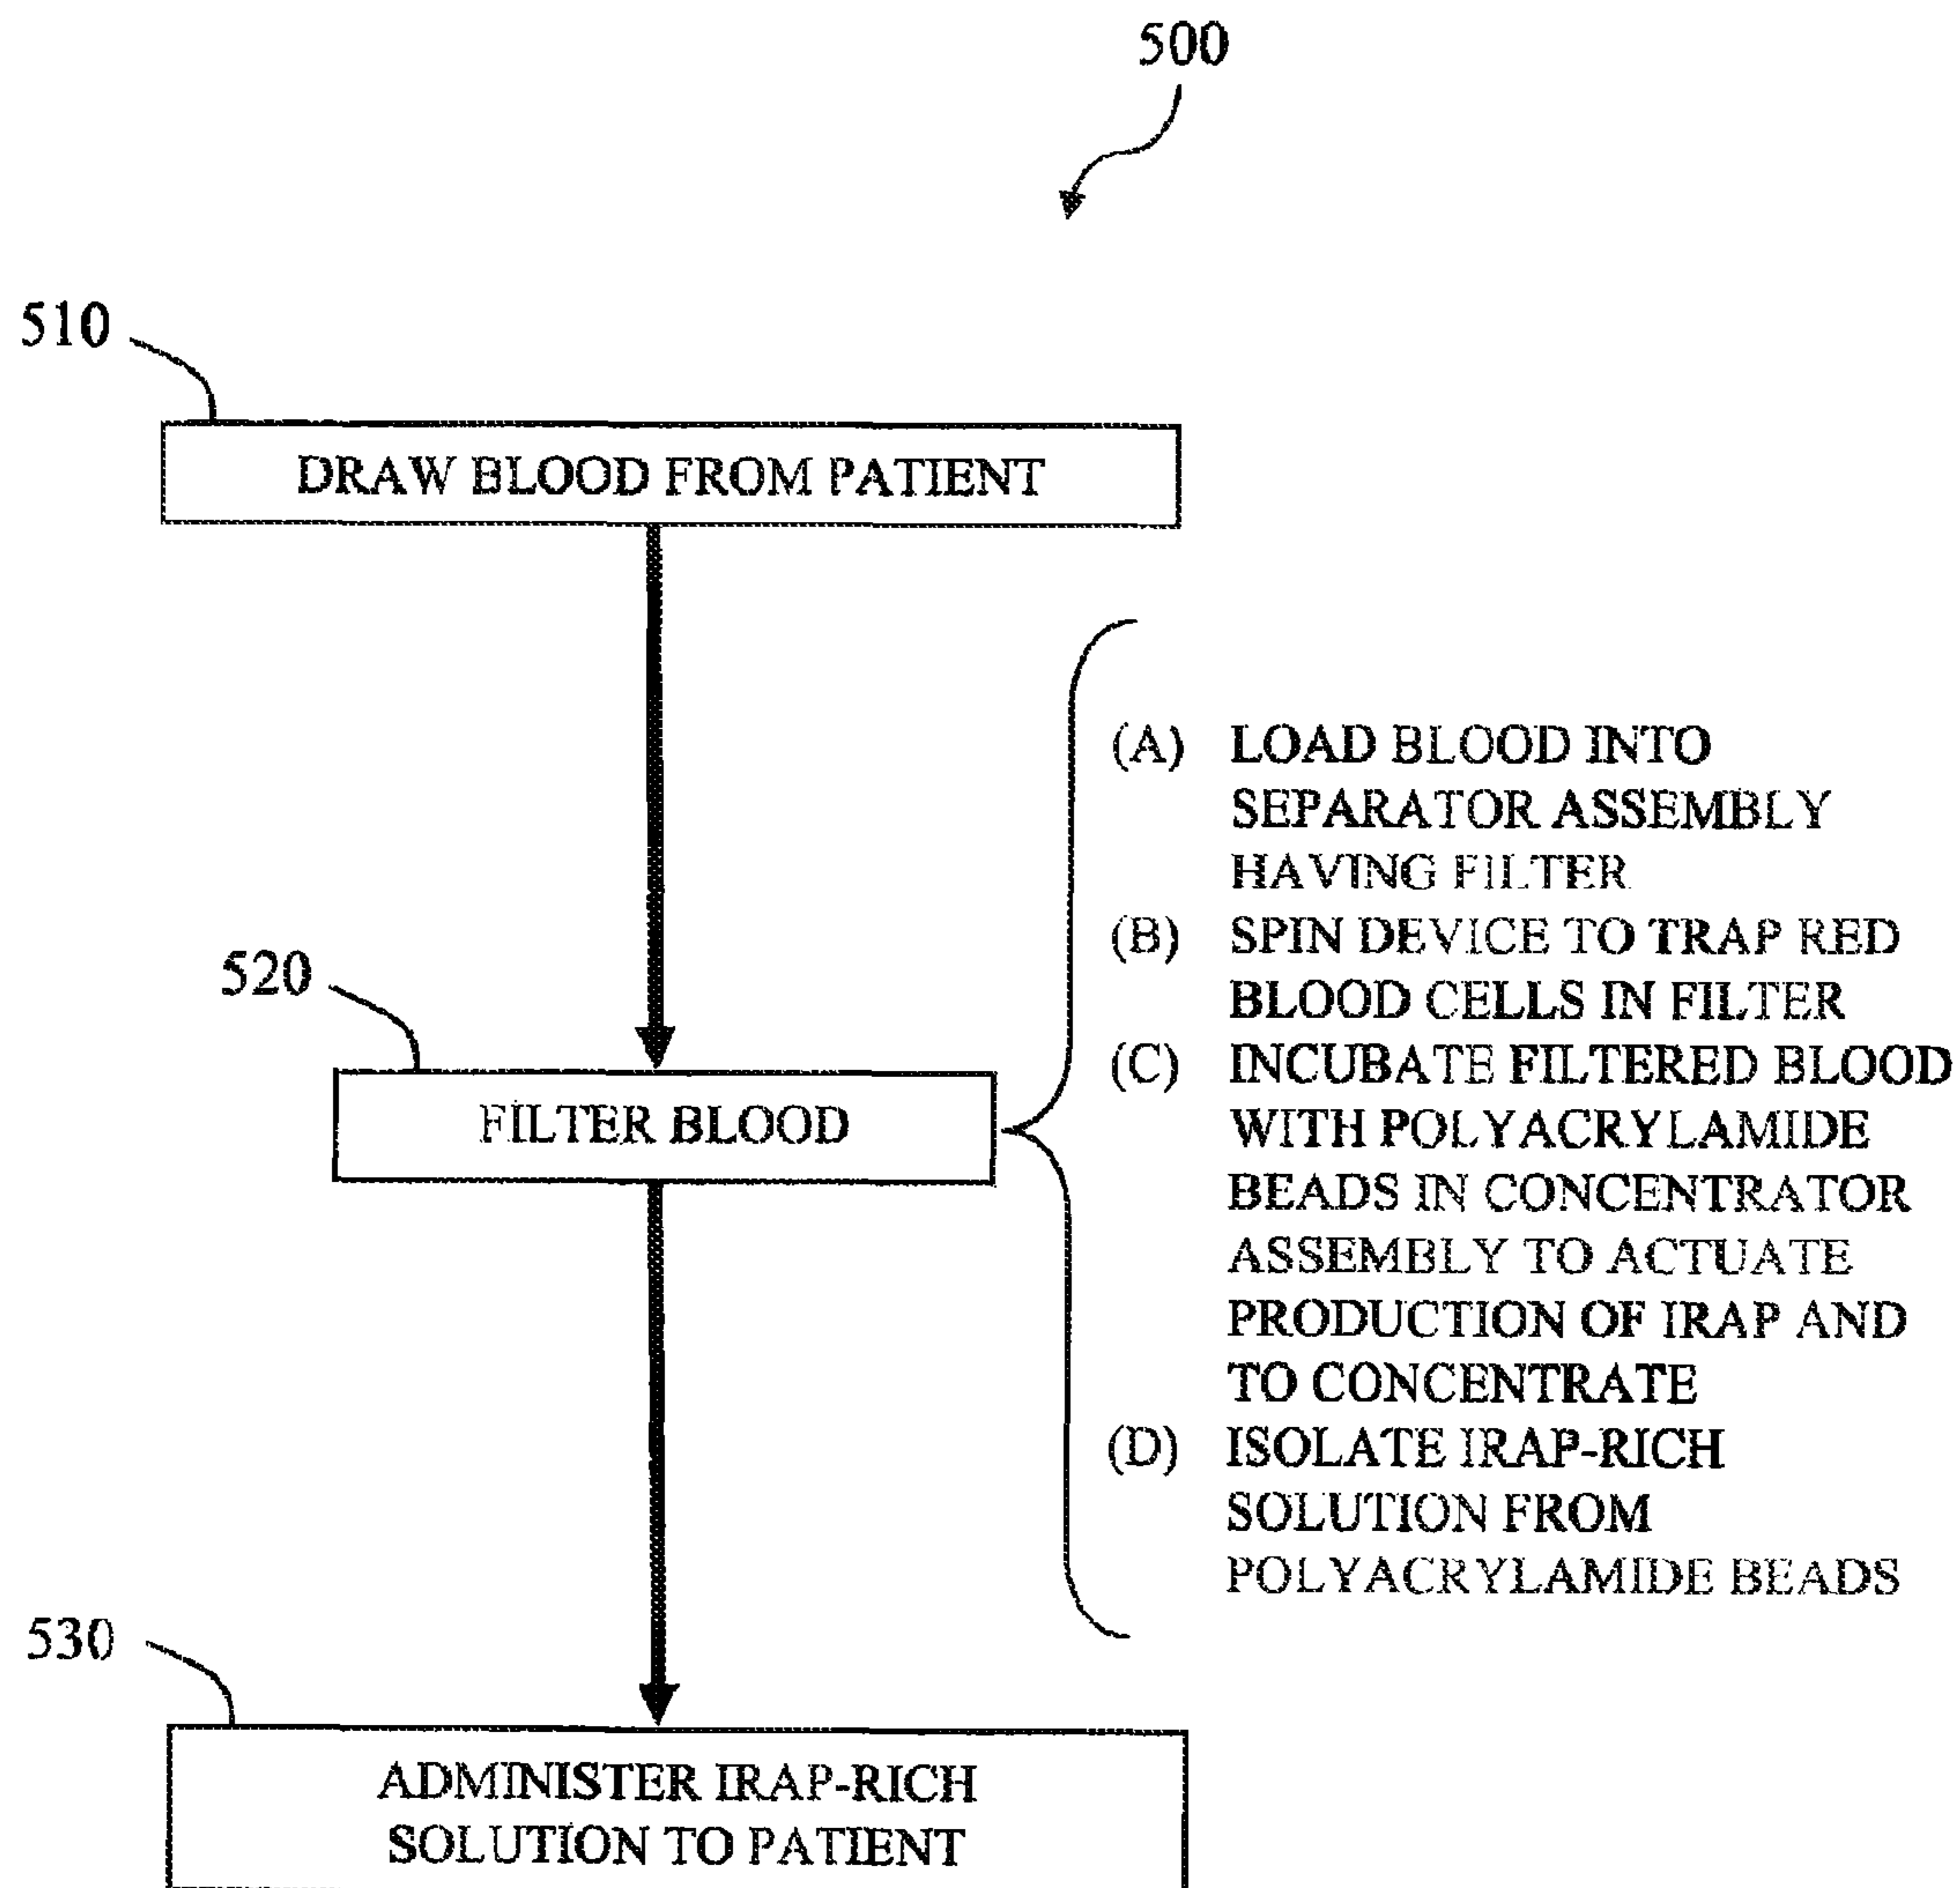 500
510
DRAW BLOOD FROM PATIENT
520
FILTER BLOOD
(A) LOAD BLOOD INTO
SEPARATOR ASSEMBLY
HAVING FILTER
(B) SPIN DEVICE TO TRAP RED
BLOOD CELLS IN FILTER
(C) INCUBATE FILTERED BLOOD
WITH POLYACRYLAMIDE
BEADS IN CONCENTRATOR
ASSEMBLY TO ACTUATE
PRODUCTION OF IRAP AND
TO CONCENTRATE
(D) ISOLATE IRAP-RICH
SOLUTION FROM
POLYACRYLAMIDE BEADS
530
ADMINISTER IRAP-RICH
SOLUTION TO PATIENT